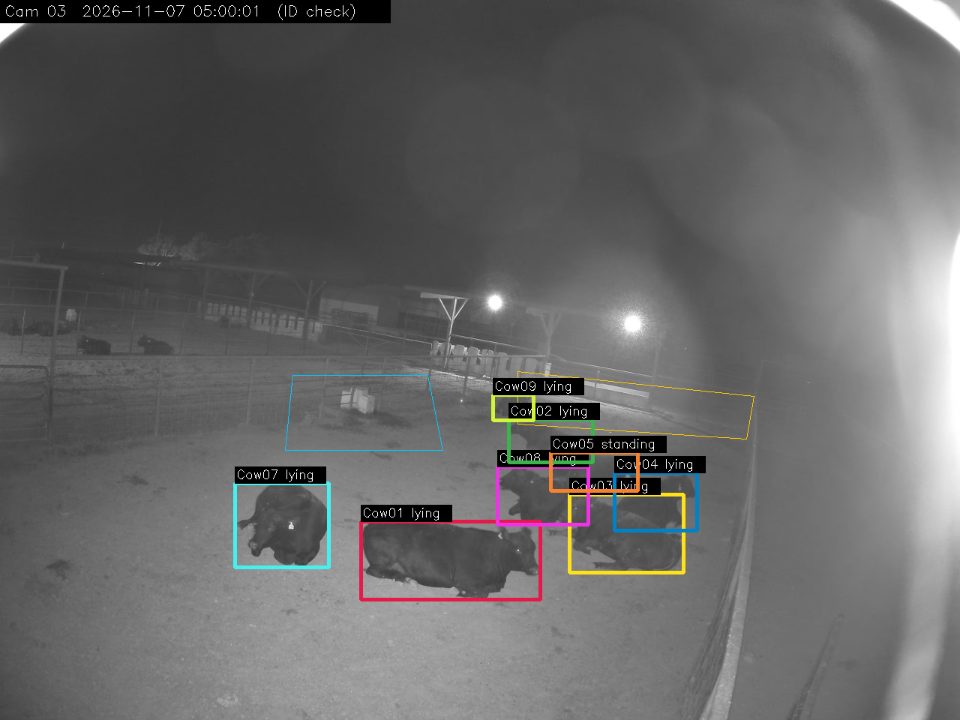 Cam 03  2026-11-07 05:00:01  (ID check)
Cow09 lying
Cow02 lying
Cow05 standing
Cow08 lying
Cow04 lying
Cow07 lying
Cow03 lying
Cow01 lying